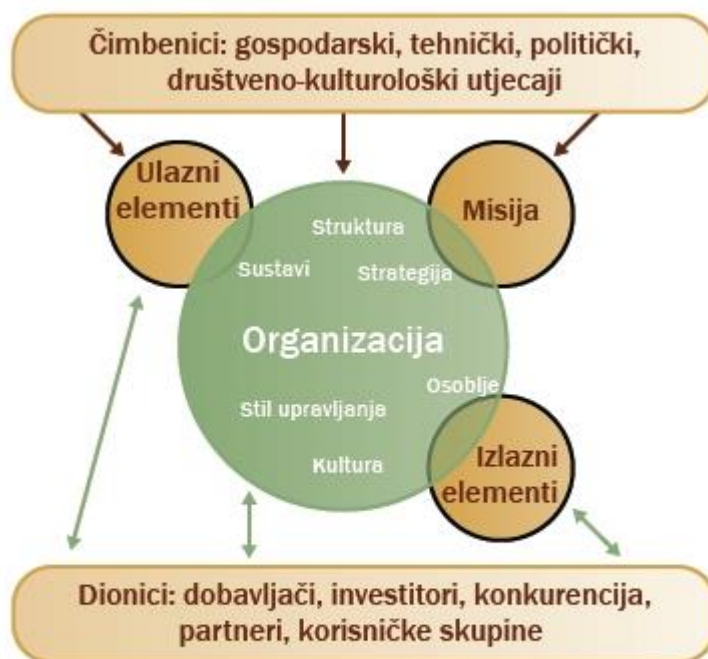 Čimbenici: gospodarski, tehnički, politički,
društveno-kulturološki utjecaji
Ulazni
elementi
Misija
Struktura
Sustavi
Strategija
Organizacija
Osoblje
Stil upravljanja
Kultura
Izlazni
elementi
Dionici: dobavljači, investitori, konkurencija,
partneri, korisničke skupine